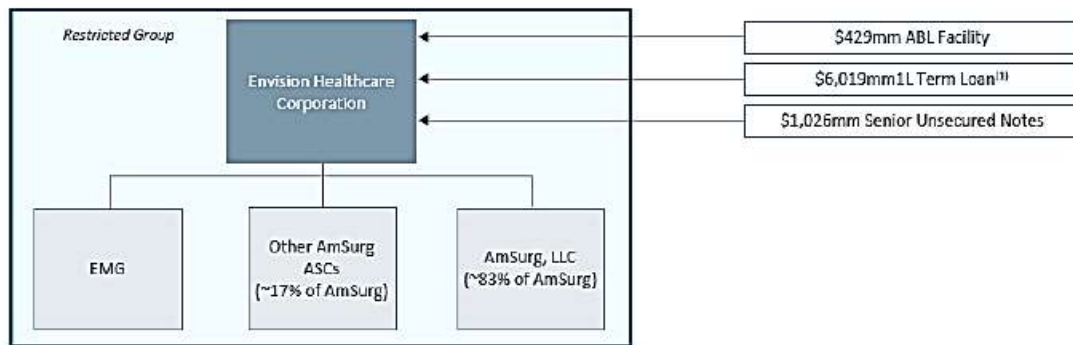 Restricted Group
Envision Healthcare
Corporation
$429mm ABL Facility
$6,019mm1L Term Loan(1)
$1,026mm Senior Unsecured Notes
EMG
Other AmSurg
ASCs
(~17% of AmSurg)
AmSurg, LLC
(~83% of AmSurg)